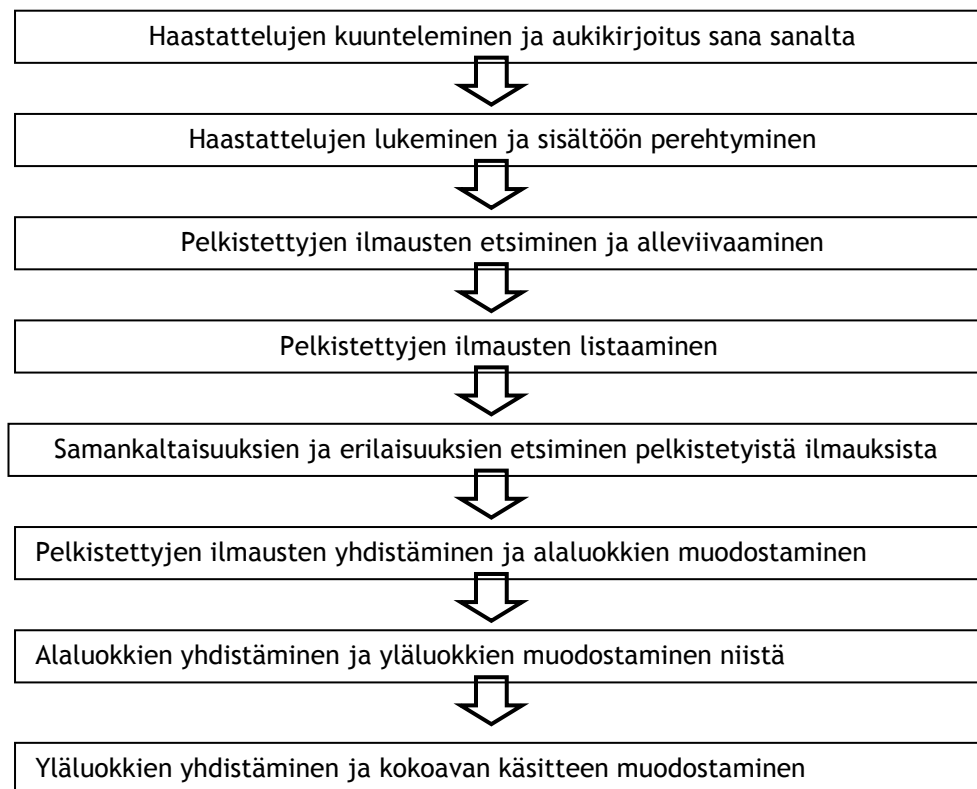 Haastattelujen kuunteleminen ja aukikirjoitus sana sanalta
Haastattelujen lukeminen ja sisältöön perehtyminen
Pelkistettyjen ilmausten etsiminen ja alleviivaaminen
Pelkistettyjen ilmausten listaaminen
Samankaltaisuuksien ja erilaisuuksien etsiminen pelkistetyistä ilmauksista
Pelkistettyjen ilmausten yhdistäminen ja alaluokkien muodostaminen
Alaluokkien yhdistäminen ja yläluokkien muodostaminen niistä
Yläluokkien yhdistäminen ja kokoavan käsitteen muodostaminen